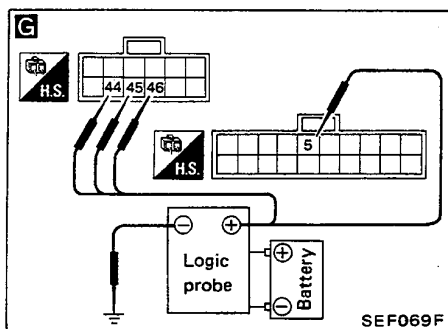 G
H.S.
44 45 46
H.S.
5
⊖ ⊕
Logic
probe
⊕
Battery
⊖
SEF069F